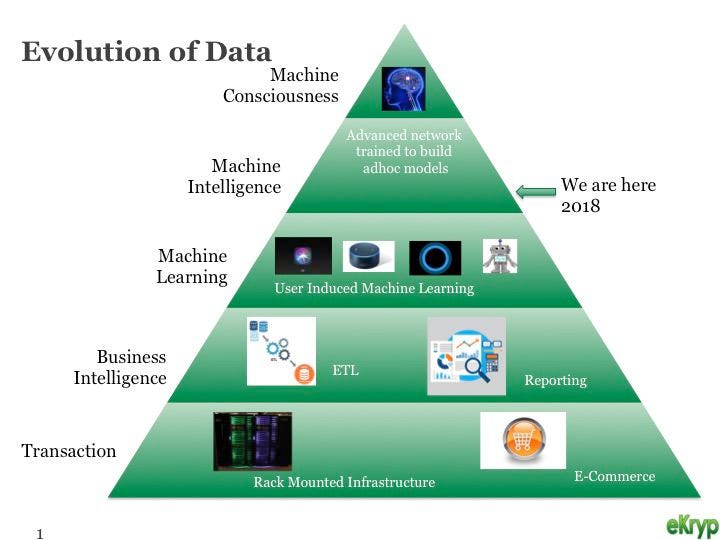 Evolution of Data
Machine
Consciousness
Advanced network
trained to build
adhoc models
Machine
Intelligence
We are here
2018
Machine
Learning
User Induced Machine Learning
Business
Intelligence
ETL
Reporting
Transaction
Rack Mounted Infrastructure
E-Commerce
1
eKryp